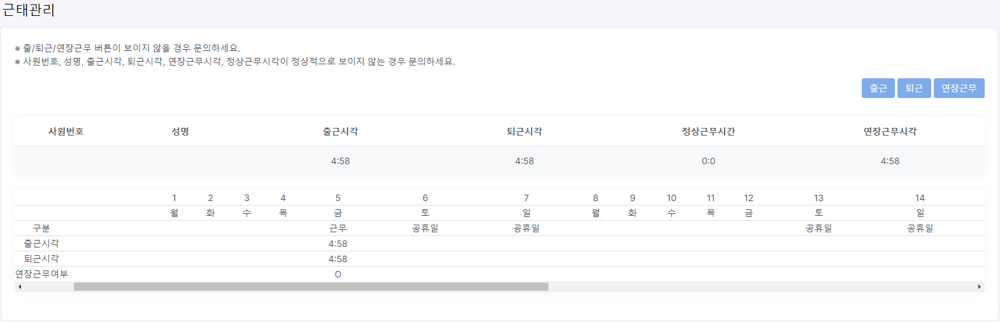 근태관리
※ 출/퇴근/연장근무 버튼이 보이지 않을 경우 문의하세요.
※ 사원번호, 성명, 출근시각, 퇴근시각, 연장근무시각, 정상근무시각이 정상적으로 보이지 않는 경우 문의하세요.
출근 퇴근 연장근무
사원번호 성명 출근시각 퇴근시각 정상근무시간 연장근무시각
4:58 4:58 0:0 4:58
1 2 3 4 5 6 7 8 9 10 11 12 13 14
월 화 수 목 금 토 일 월 화 수 목 금 토 일
구분 근무 공휴일 공휴일 공휴일 공휴일
출근시각 4:58
퇴근시각 4:58
연장근무여부 O